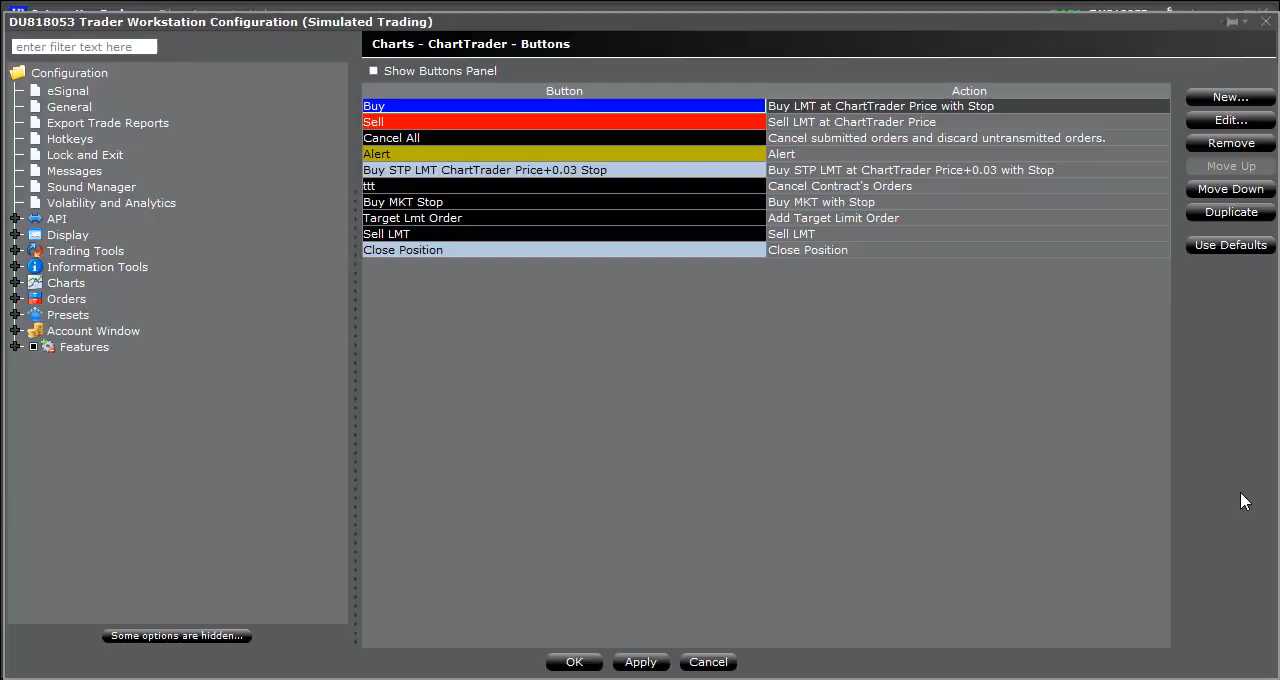 DU818053 Trader Workstation Configuration (Simulated Trading)
enter filter text here
Charts - ChartTrader - Buttons
Configuration
eSignal
General
Export Trade Reports
Hotkeys
Lock and Exit
Messages
Sound Manager
Volatility and Analytics
API
Display
Trading Tools
Information Tools
Charts
Orders
Presets
Account Window
Features
Some options are hidden...
Show Buttons Panel
Button Action
Buy Buy LMT at ChartTrader Price with Stop
Sell Sell LMT at ChartTrader Price
Cancel All Cancel submitted orders and discard untransmitted orders.
Alert Alert
Buy STP LMT ChartTrader Price+0.03 Stop Buy STP LMT at ChartTrader Price+0.03 with Stop
ttt Cancel Contract's Orders
Buy MKT Stop Buy MKT with Stop
Target Lmt Order Add Target Limit Order
Sell LMT Sell LMT
Close Position Close Position
New...
Edit...
Remove
Move Up
Move Down
Duplicate
Use Defaults
OK Apply Cancel